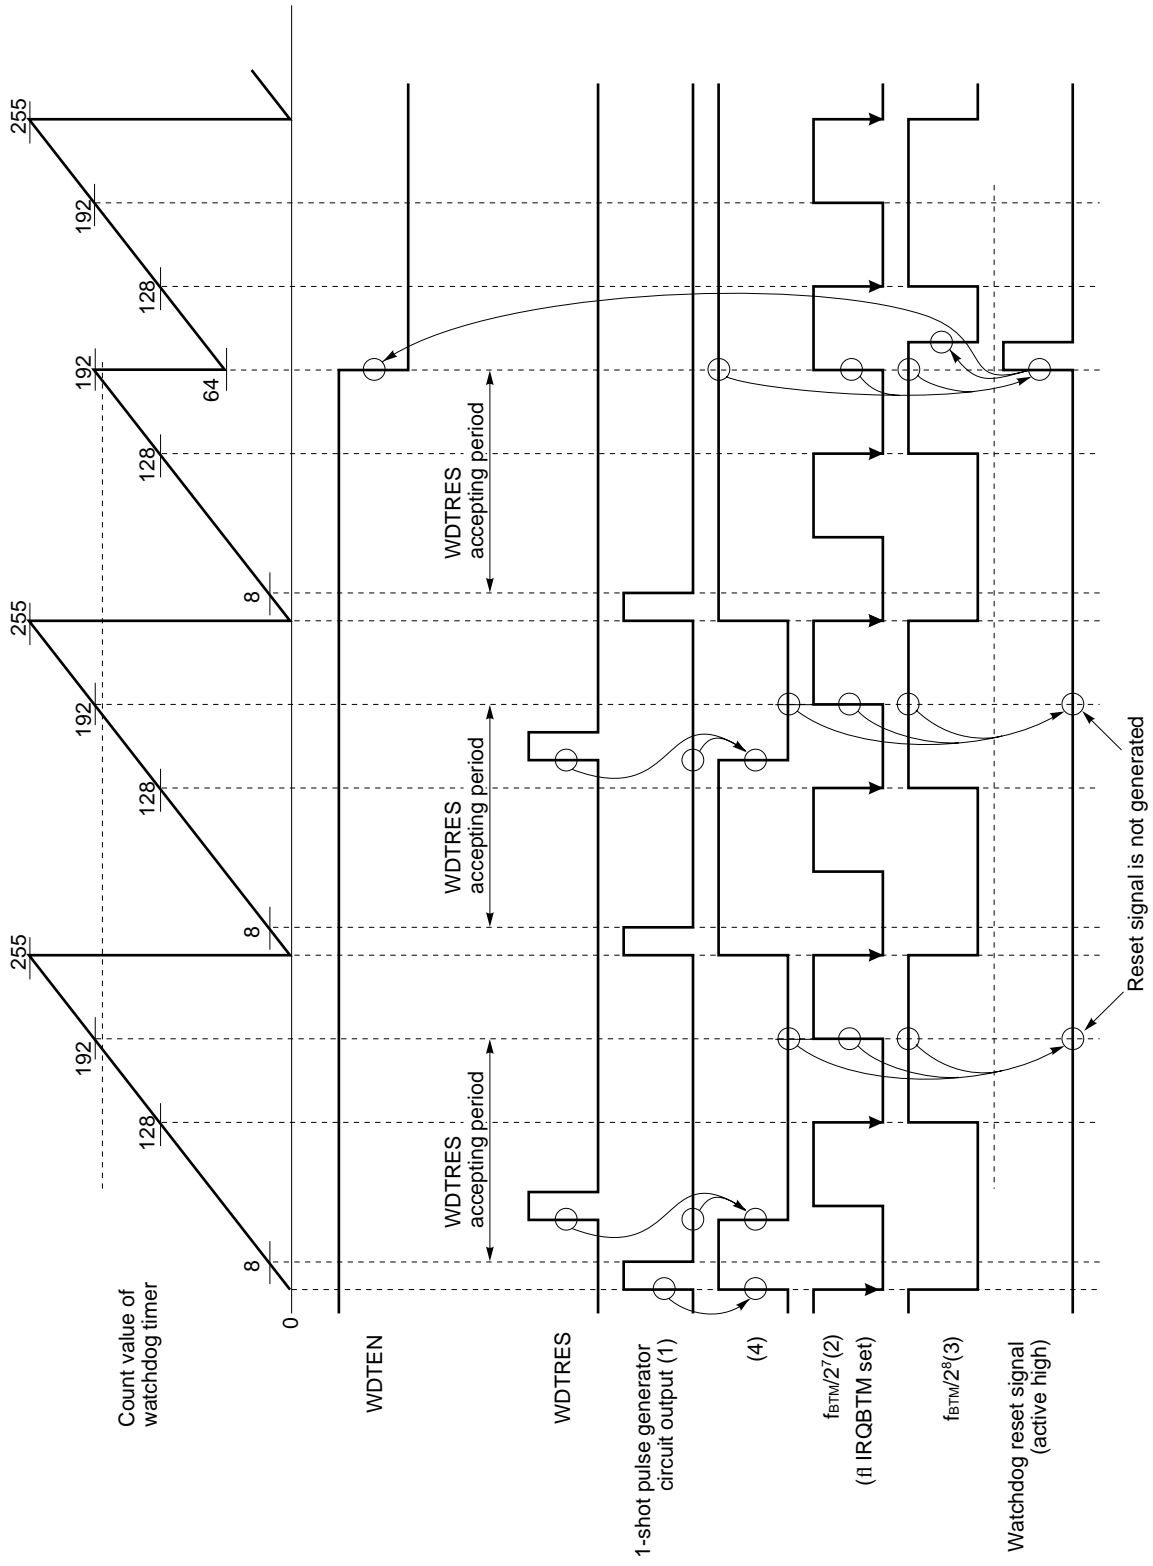 Count value of
watchdog timer
0
8
128
192
255
8
128
192
255
8
128
192
64
128
192
255
WDTEN
WDTRES
accepting period
WDTRES
accepting period
WDTRES
accepting period
WDTRES
1-shot pulse generator
circuit output (1)
(4)
fBTM/2⁷(2)
(fl IRQBTM set)
fBTM/2⁸(3)
Watchdog reset signal
(active high)
Reset signal is not generated